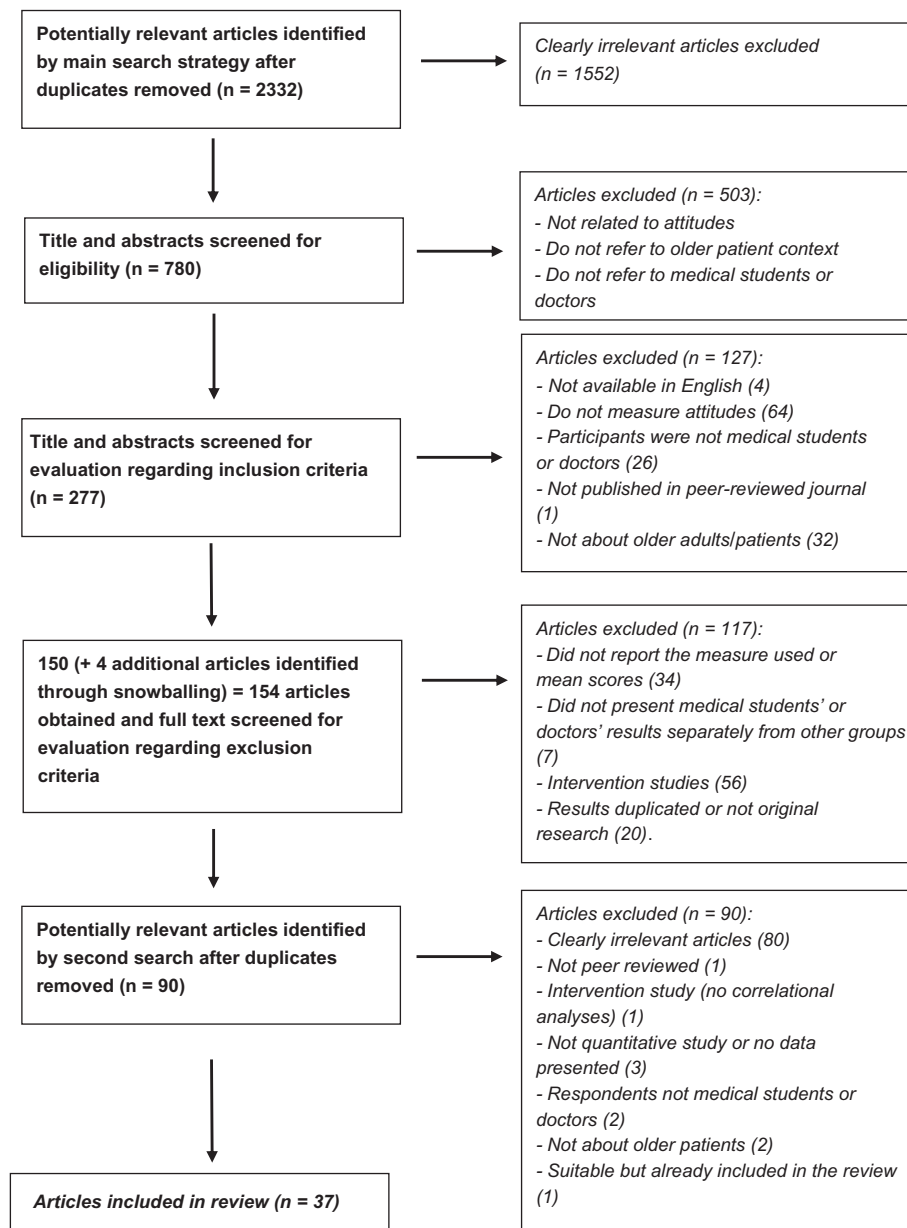 Potentially relevant articles identified
by main search strategy after
duplicates removed (n = 2332)
Clearly irrelevant articles excluded
(n = 1552)
Title and abstracts screened for
eligibility (n = 780)
Articles excluded (n = 503):
- Not related to attitudes
- Do not refer to older patient context
- Do not refer to medical students or
doctors
Title and abstracts screened for
evaluation regarding inclusion criteria
(n = 277)
Articles excluded (n = 127):
- Not available in English (4)
- Do not measure attitudes (64)
- Participants were not medical students
or doctors (26)
- Not published in peer-reviewed journal
(1)
- Not about older adults/patients (32)
150 (+ 4 additional articles identified
through snowballing) = 154 articles
obtained and full text screened for
evaluation regarding exclusion
criteria
Articles excluded (n = 117):
- Did not report the measure used or
mean scores (34)
- Did not present medical students' or
doctors' results separately from other groups
(7)
- Intervention studies (56)
- Results duplicated or not original
research (20).
Potentially relevant articles identified
by second search after duplicates
removed (n = 90)
Articles excluded (n = 90):
- Clearly irrelevant articles (80)
- Not peer reviewed (1)
- Intervention study (no correlational
analyses) (1)
- Not quantitative study or no data
presented (3)
- Respondents not medical students or
doctors (2)
- Not about older patients (2)
- Suitable but already included in the review
(1)
Articles included in review (n = 37)